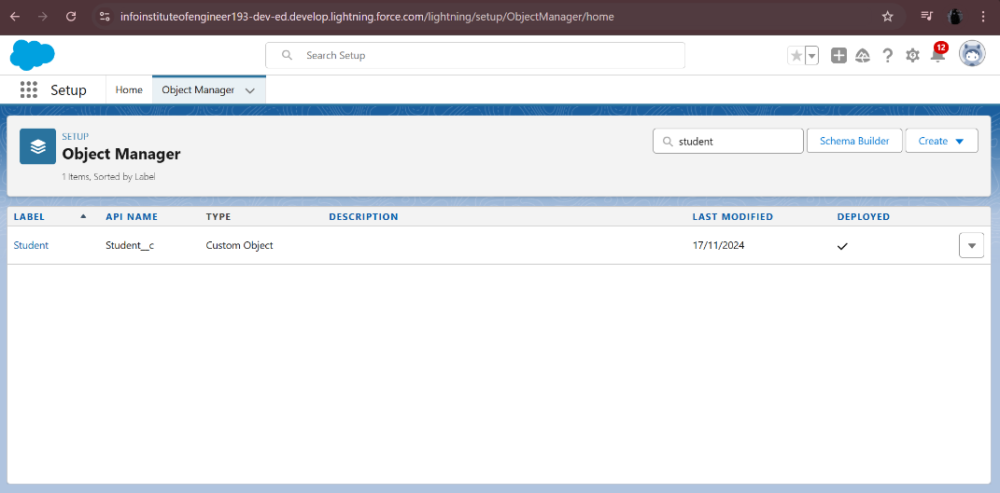 infoinstituteofengineer193-dev-ed.develop.lightning.force.com/lightning/setup/ObjectManager/home
Search Setup
12
Setup Home Object Manager
SETUP
Object Manager
1 Items, Sorted by Label
student Schema Builder Create
LABEL API NAME TYPE DESCRIPTION LAST MODIFIED DEPLOYED
Student Student__c Custom Object 17/11/2024